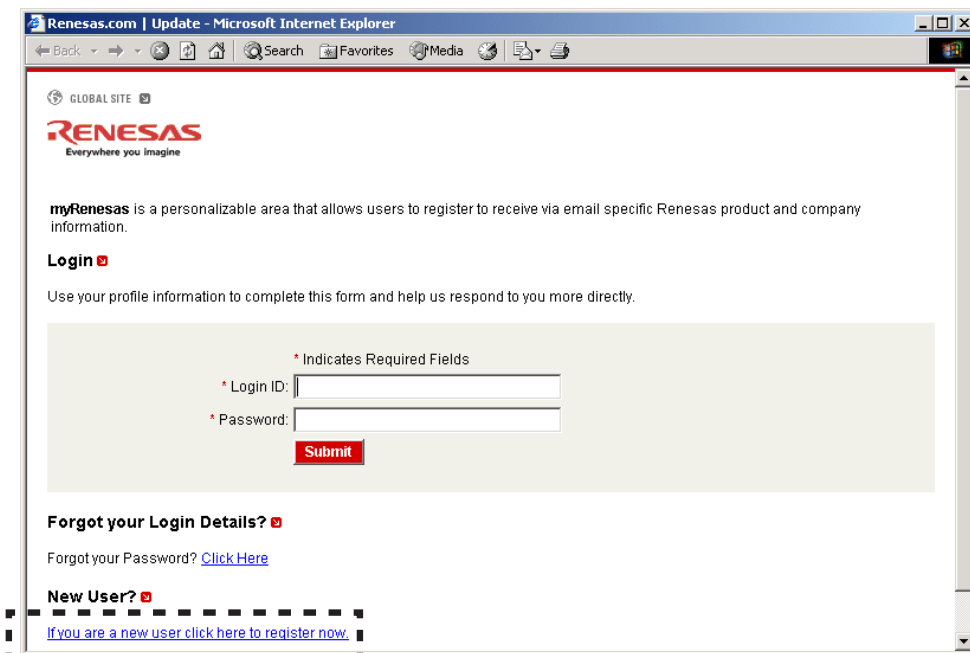 Renesas.com | Update - Microsoft Internet Explorer
Back Search Favorites Media
GLOBAL SITE
RENESAS
Everywhere you imagine
myRenesas is a personalizable area that allows users to register to receive via email specific Renesas product and company
information.
Login
Use your profile information to complete this form and help us respond to you more directly.
* Indicates Required Fields
* Login ID:
* Password:
Submit
Forgot your Login Details?
Forgot your Password? Click Here
New User?
If you are a new user click here to register now.